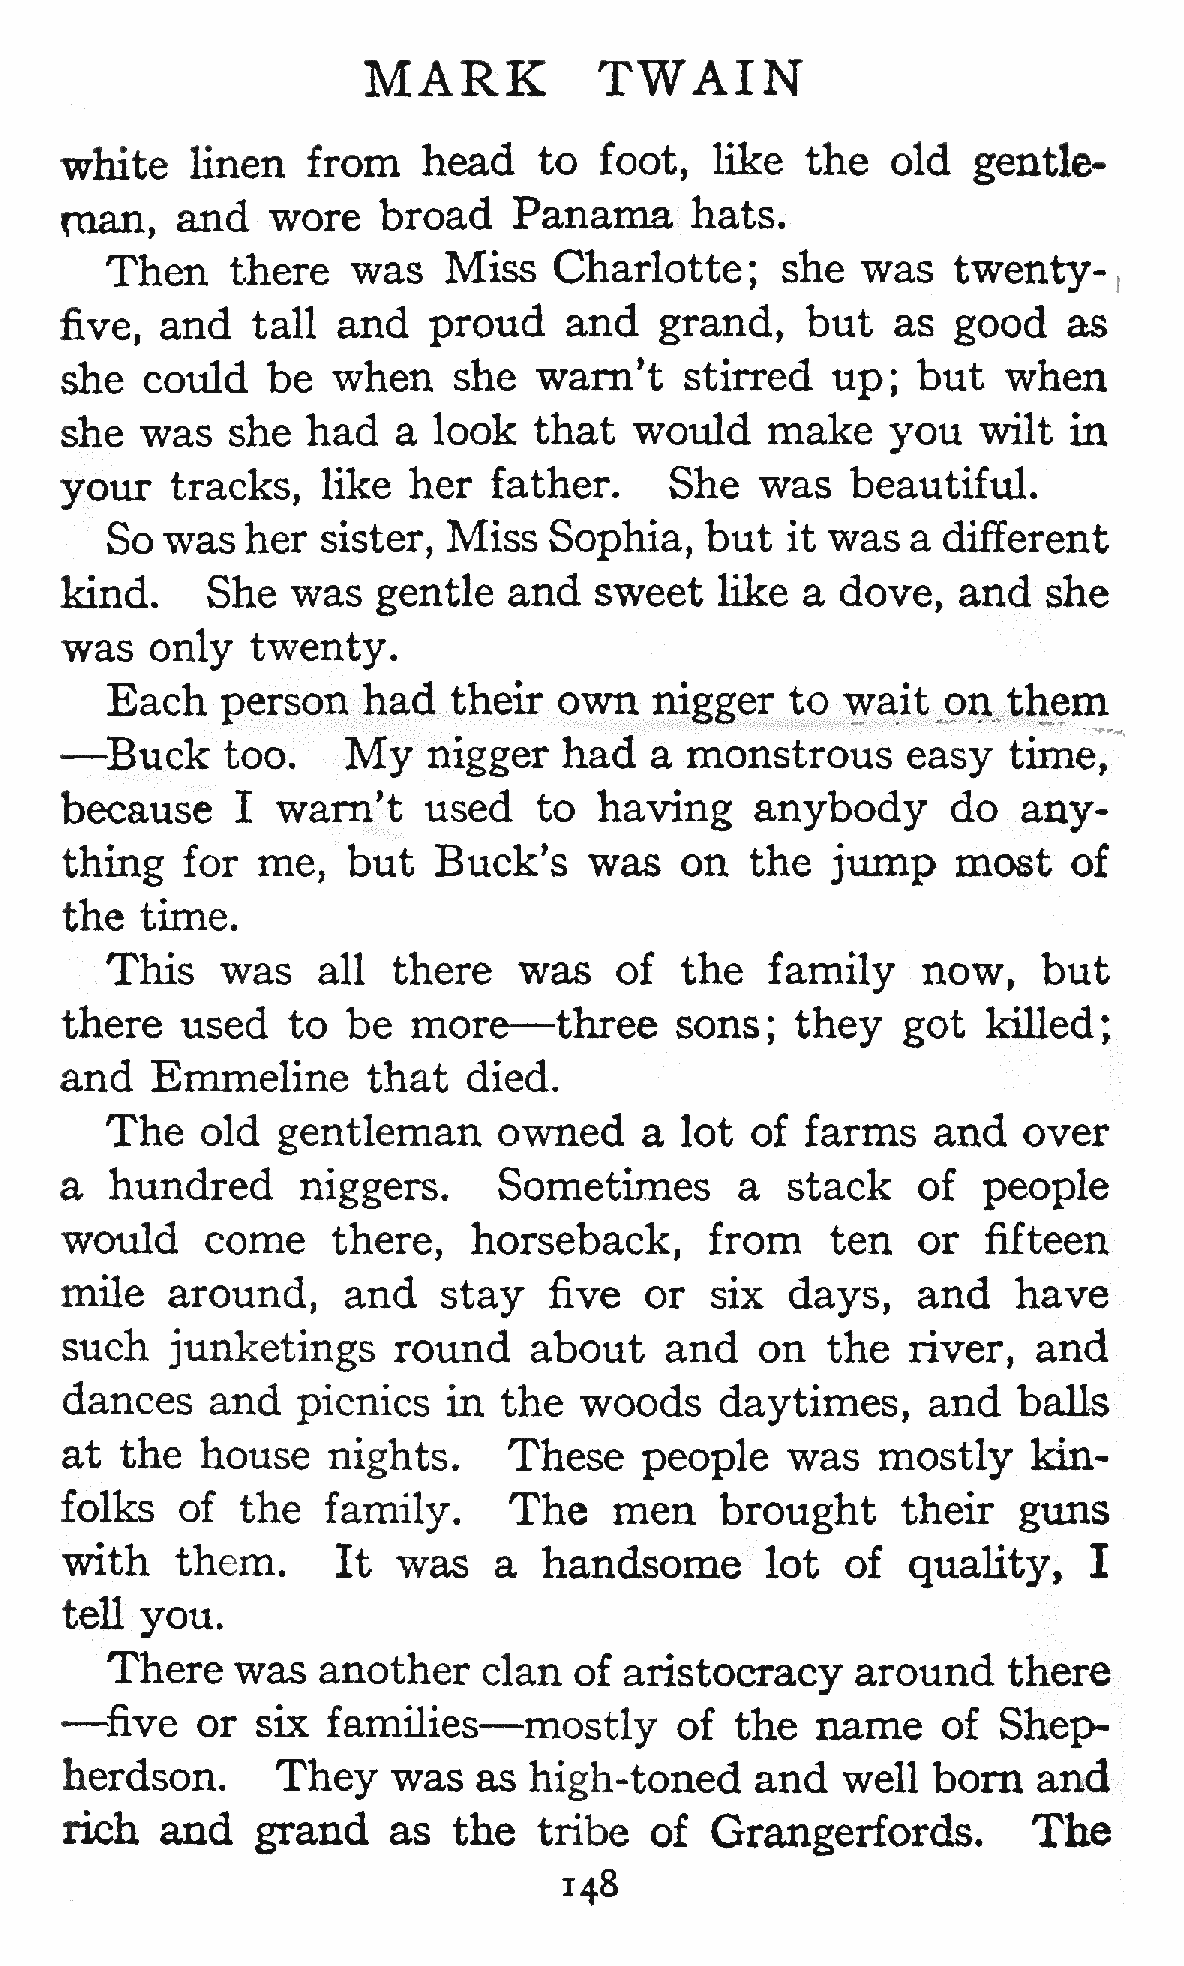 MARK TWAIN
white linen from head to foot, like the old gentle-
man, and wore broad Panama hats.
Then there was Miss Charlotte; she was twenty-
five, and tall and proud and grand, but as good as
she could be when she warn't stirred up; but when
she was she had a look that would make you wilt in
your tracks, like her father. She was beautiful.
So was her sister, Miss Sophia, but it was a different
kind. She was gentle and sweet like a dove, and she
was only twenty.
Each person had their own nigger to wait on them
—Buck too. My nigger had a monstrous easy time,
because I warn't used to having anybody do any-
thing for me, but Buck's was on the jump most of
the time.
This was all there was of the family now, but
there used to be more—three sons; they got killed;
and Emmeline that died.
The old gentleman owned a lot of farms and over
a hundred niggers. Sometimes a stack of people
would come there, horseback, from ten or fifteen
mile around, and stay five or six days, and have
such junketings round about and on the river, and
dances and picnics in the woods daytimes, and balls
at the house nights. These people was mostly kin-
folks of the family. The men brought their guns
with them. It was a handsome lot of quality, I
tell you.
There was another clan of aristocracy around there
—five or six families—mostly of the name of Shep-
herdson. They was as high-toned and well born and
rich and grand as the tribe of Grangerfords. The
148